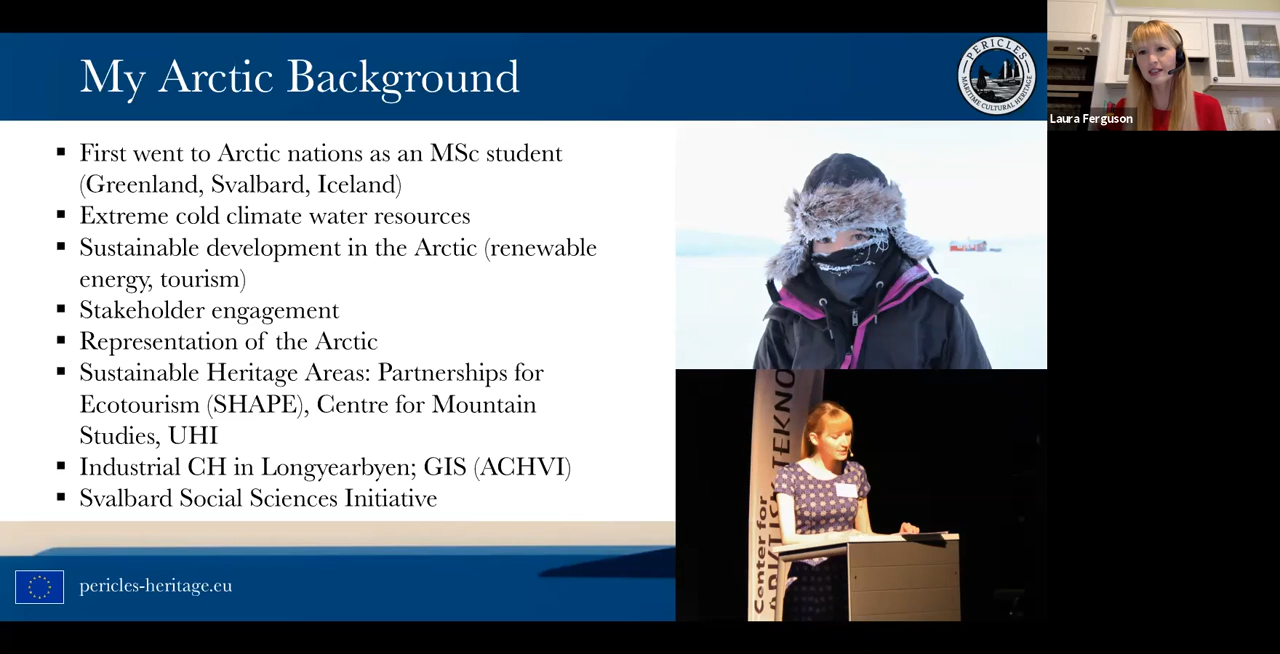 My Arctic Background
PERICLES
MARITIME CULTURAL HERITAGE
Laura Ferguson
▪ First went to Arctic nations as an MSc student
(Greenland, Svalbard, Iceland)
▪ Extreme cold climate water resources
▪ Sustainable development in the Arctic (renewable
energy, tourism)
▪ Stakeholder engagement
▪ Representation of the Arctic
▪ Sustainable Heritage Areas: Partnerships for
Ecotourism (SHAPE), Centre for Mountain
Studies, UHI
▪ Industrial CH in Longyearbyen; GIS (ACHVI)
▪ Svalbard Social Sciences Initiative
Center for
pericles-heritage.eu